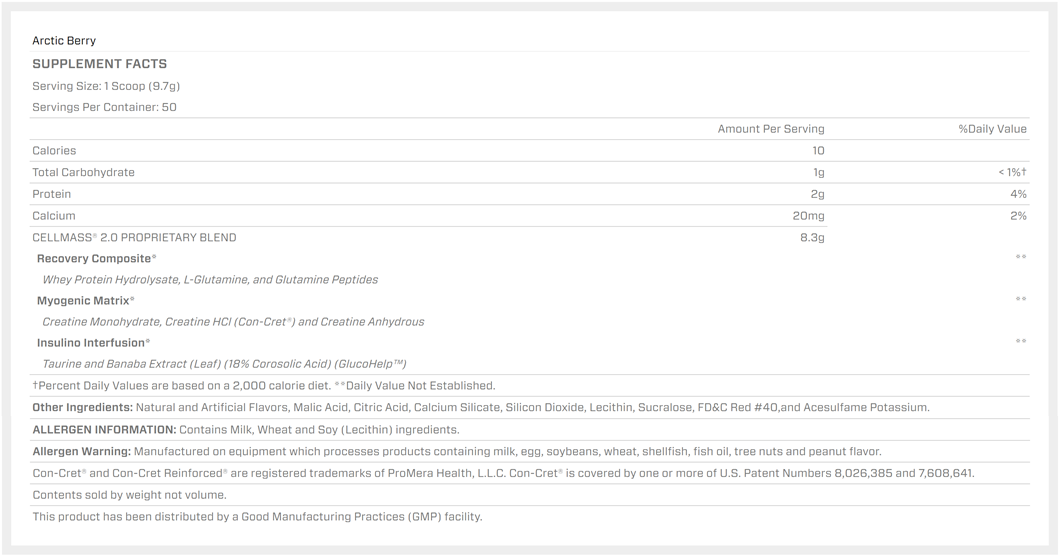 Arctic Berry
SUPPLEMENT FACTS
Serving Size: 1 Scoop (9.7g)
Servings Per Container: 50
Amount Per Serving %Daily Value
Calories 10
Total Carbohydrate 1g < 1%†
Protein 2g 4%
Calcium 20mg 2%
CELLMASS® 2.0 PROPRIETARY BLEND 8.3g
Recovery Composite® **
Whey Protein Hydrolysate, L-Glutamine, and Glutamine Peptides
Myogenic Matrix® **
Creatine Monohydrate, Creatine HCl (Con-Cret®) and Creatine Anhydrous
Insulino Interfusion® **
Taurine and Banaba Extract (Leaf) (18% Corosolic Acid) (GlucoHelp™)
†Percent Daily Values are based on a 2,000 calorie diet. **Daily Value Not Established.
Other Ingredients: Natural and Artificial Flavors, Malic Acid, Citric Acid, Calcium Silicate, Silicon Dioxide, Lecithin, Sucralose, FD&C Red #40,and Acesulfame Potassium.
ALLERGEN INFORMATION: Contains Milk, Wheat and Soy (Lecithin) ingredients.
Allergen Warning: Manufactured on equipment which processes products containing milk, egg, soybeans, wheat, shellfish, fish oil, tree nuts and peanut flavor.
Con-Cret® and Con-Cret Reinforced® are registered trademarks of ProMera Health, L.L.C. Con-Cret® is covered by one or more of U.S. Patent Numbers 8,026,385 and 7,608,641.
Contents sold by weight not volume.
This product has been distributed by a Good Manufacturing Practices (GMP) facility.